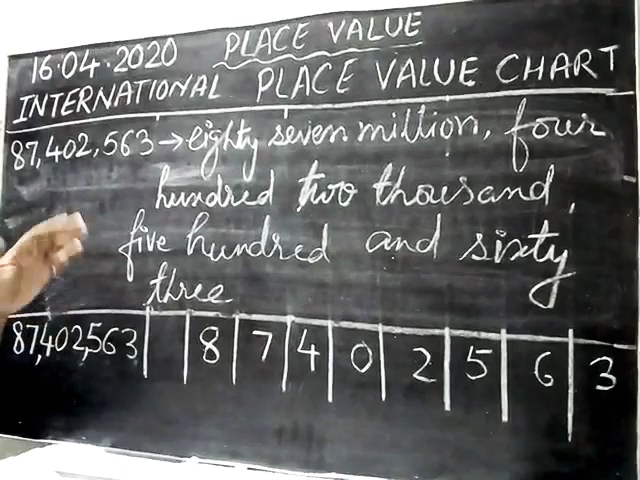 16.04.2020 PLACE VALUE
INTERNATIONAL PLACE VALUE CHART
87,402,563→eighty seven million, four
hundred two thousand,
five hundred and sixty
three
87,402,563 8 7 4 0 2 5 6 3